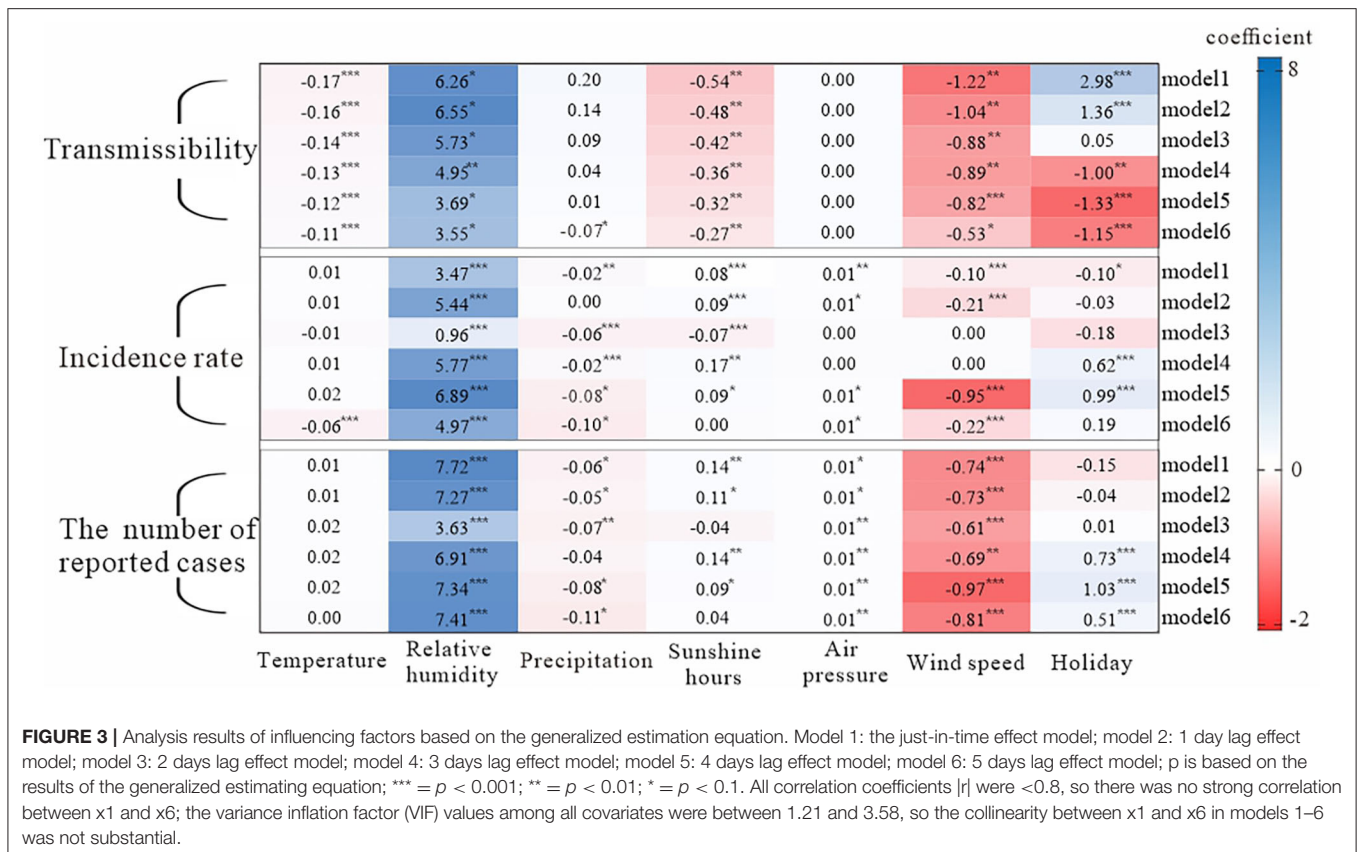 coefficient
8
-0.17*** 6.26* 0.20 -0.54** 0.00 -1.22** 2.98*** model1
-0.16*** 6.55* 0.14 -0.48** 0.00 -1.04** 1.36*** model2
Transmissibility
-0.14*** 5.73* 0.09 -0.42** 0.00 -0.88** 0.05 model3
-0.13*** 4.95** 0.04 -0.36** 0.00 -0.89** -1.00** model4
-0.12*** 3.69* 0.01 -0.32** 0.00 -0.82*** -1.33*** model5
-0.11*** 3.55* -0.07* -0.27** 0.00 -0.53* -1.15*** model6
0.01 3.47*** -0.02** 0.08*** 0.01** -0.10*** -0.10* model1
0.01 5.44*** 0.00 0.09*** 0.01* -0.21*** -0.03 model2
-0.01 0.96*** -0.06*** -0.07*** 0.00 0.00 -0.18 model3
Incidence rate
0.01 5.77*** -0.02*** 0.17** 0.00 0.00 0.62*** model4
0.02 6.89*** -0.08* 0.09* 0.01* -0.95*** 0.99*** model5
-0.06*** 4.97*** -0.10* 0.00 0.01* -0.22*** 0.19 model6
0.01 7.72*** -0.06* 0.14** 0.01* -0.74*** -0.15 model1
0
0.01 7.27*** -0.05* 0.11* 0.01* -0.73*** -0.04 model2
The number of
reported cases
0.02 3.63*** -0.07** -0.04 0.01** -0.61*** 0.01 model3
0.02 6.91*** -0.04 0.14** 0.01** -0.69** 0.73*** model4
0.02 7.34*** -0.08* 0.09* 0.01** -0.97*** 1.03*** model5
0.00 7.41*** -0.11* 0.04 0.01** -0.81*** 0.51*** model6
-2
Temperature
Relative
humidity
Precipitation
Sunshine
hours
Air
pressure
Wind speed
Holiday
FIGURE 3 | Analysis results of influencing factors based on the generalized estimation equation. Model 1: the just-in-time effect model; model 2: 1 day lag effect
model; model 3: 2 days lag effect model; model 4: 3 days lag effect model; model 5: 4 days lag effect model; model 6: 5 days lag effect model; p is based on the
results of the generalized estimating equation; *** = p < 0.001; ** = p < 0.01; * = p < 0.1. All correlation coefficients |r| were <0.8, so there was no strong correlation
between x1 and x6; the variance inflation factor (VIF) values among all covariates were between 1.21 and 3.58, so the collinearity between x1 and x6 in models 1–6
was not substantial.